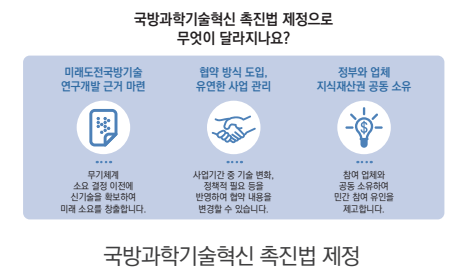 국방과학기술혁신 촉진법 제정으로
무엇이 달라지나요?
미래도전국방기술
연구개발 근거 마련
무기체계
소요 결정 이전에
신기술을 확보하여
미래 소요를 창출합니다.
협약 방식 도입,
유연한 사업 관리
사업기간 중 기술 변화,
정책적 필요 등을
반영하여 협약 내용을
변경할 수 있습니다.
정부와 업체
지식재산권 공동 소유
참여 업체와
공동 소유하여
민간 참여 유인을
제고합니다.
국방과학기술혁신 촉진법 제정